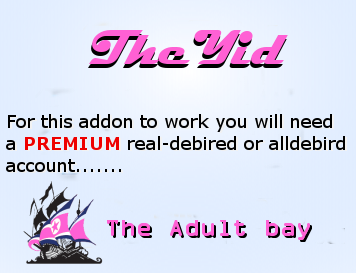 The Yid
For this addon to work you will need
a PREMIUM real-debired or alldebird
account.......
The Adult bay